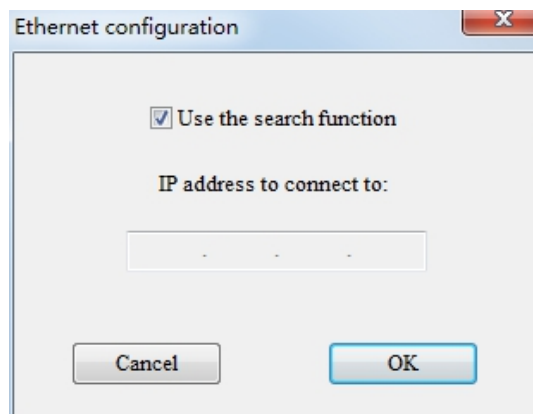 Ethernet configuration
Use the search function
IP address to connect to:
. . .
Cancel OK